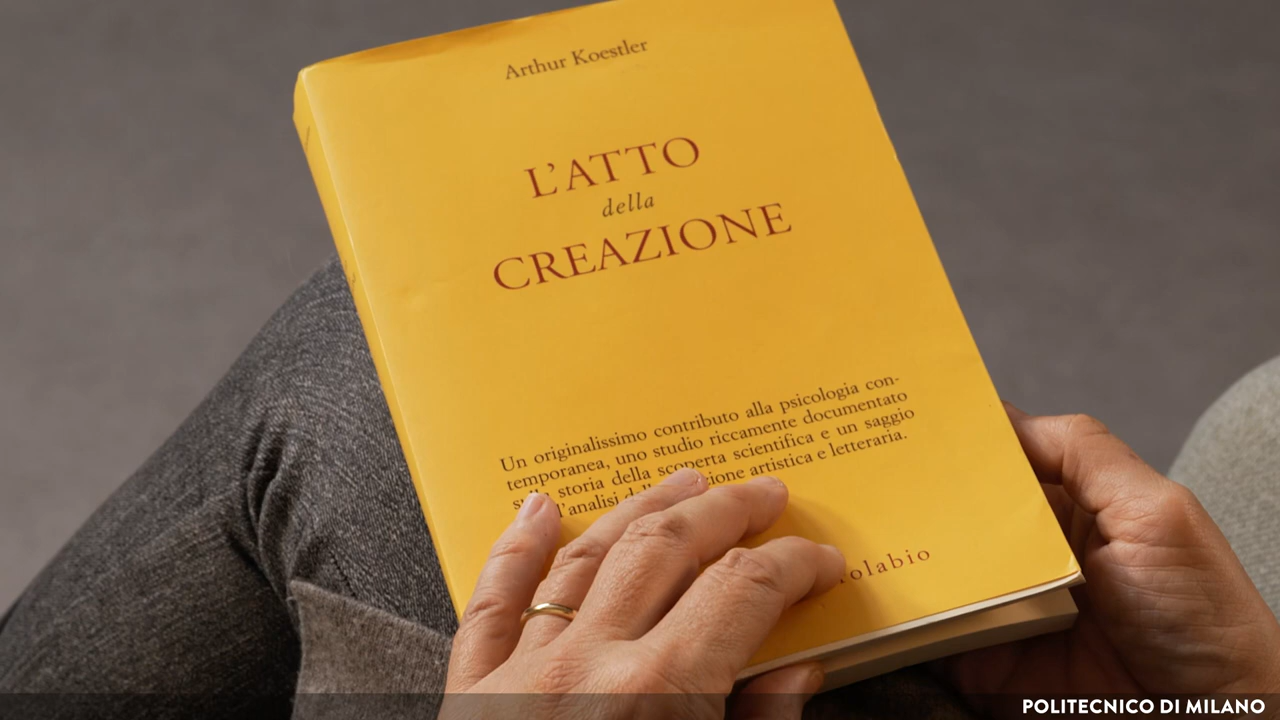 Arthur Koestler
L'ATTO
della
CREAZIONE
Un originalissimo contributo alla psicologia con-
temporanea, uno studio riccamente documentato
storia della scoperta scientifica e un saggio
l'analisi artistica e letteraria.
POLITECNICO DI MILANO